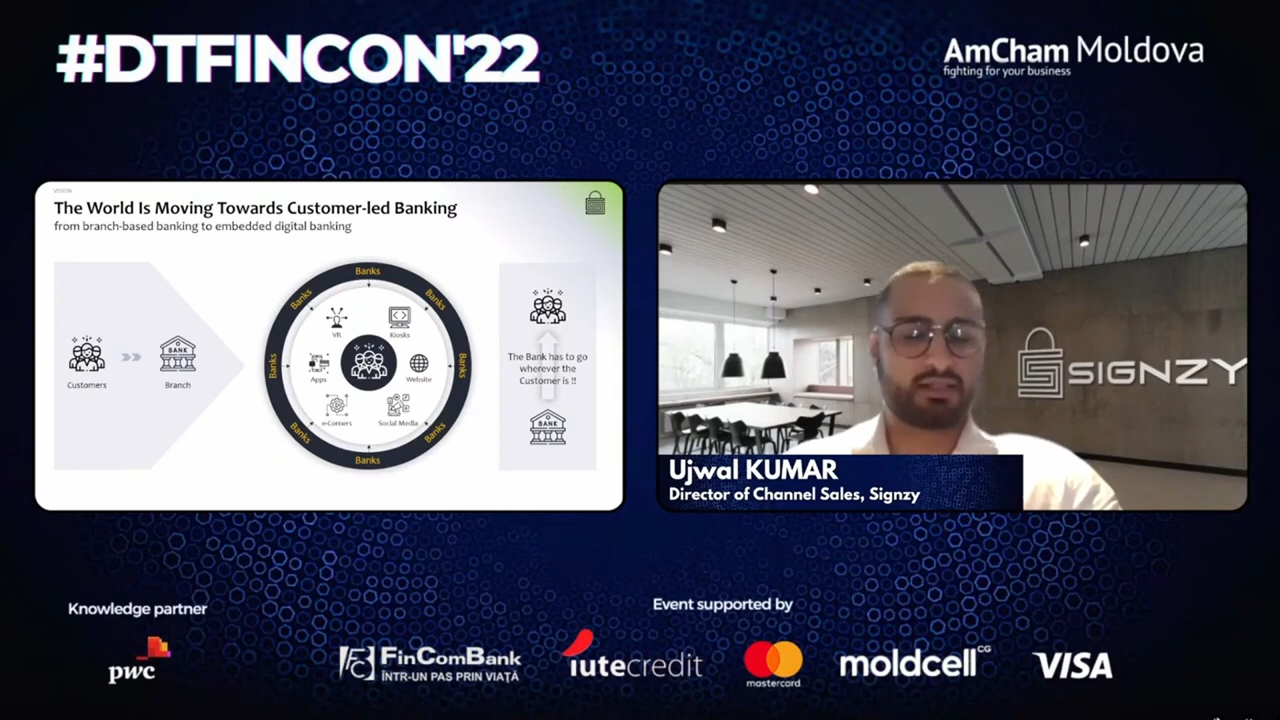 #DTFINCON'22
AmCham Moldova
fighting for your business
VISION
The World Is Moving Towards Customer-led Banking
from branch-based banking to embedded digital banking
Customers
BANK
Branch
Banks
Banks
Banks
Banks
Banks
Banks
Banks
Banks
VR
Kiosks
Apps
Website
e-Corners
Social Media
The Bank has to go
wherever the
Customer is !!
BANK
SIGNZY
Ujwal KUMAR
Director of Channel Sales, Signzy
Knowledge partner
Event supported by
pwc
FinComBank
ÎNTR-UN PAS PRIN VIAȚĂ
iutecredit
mastercard
moldcell CG
VISA